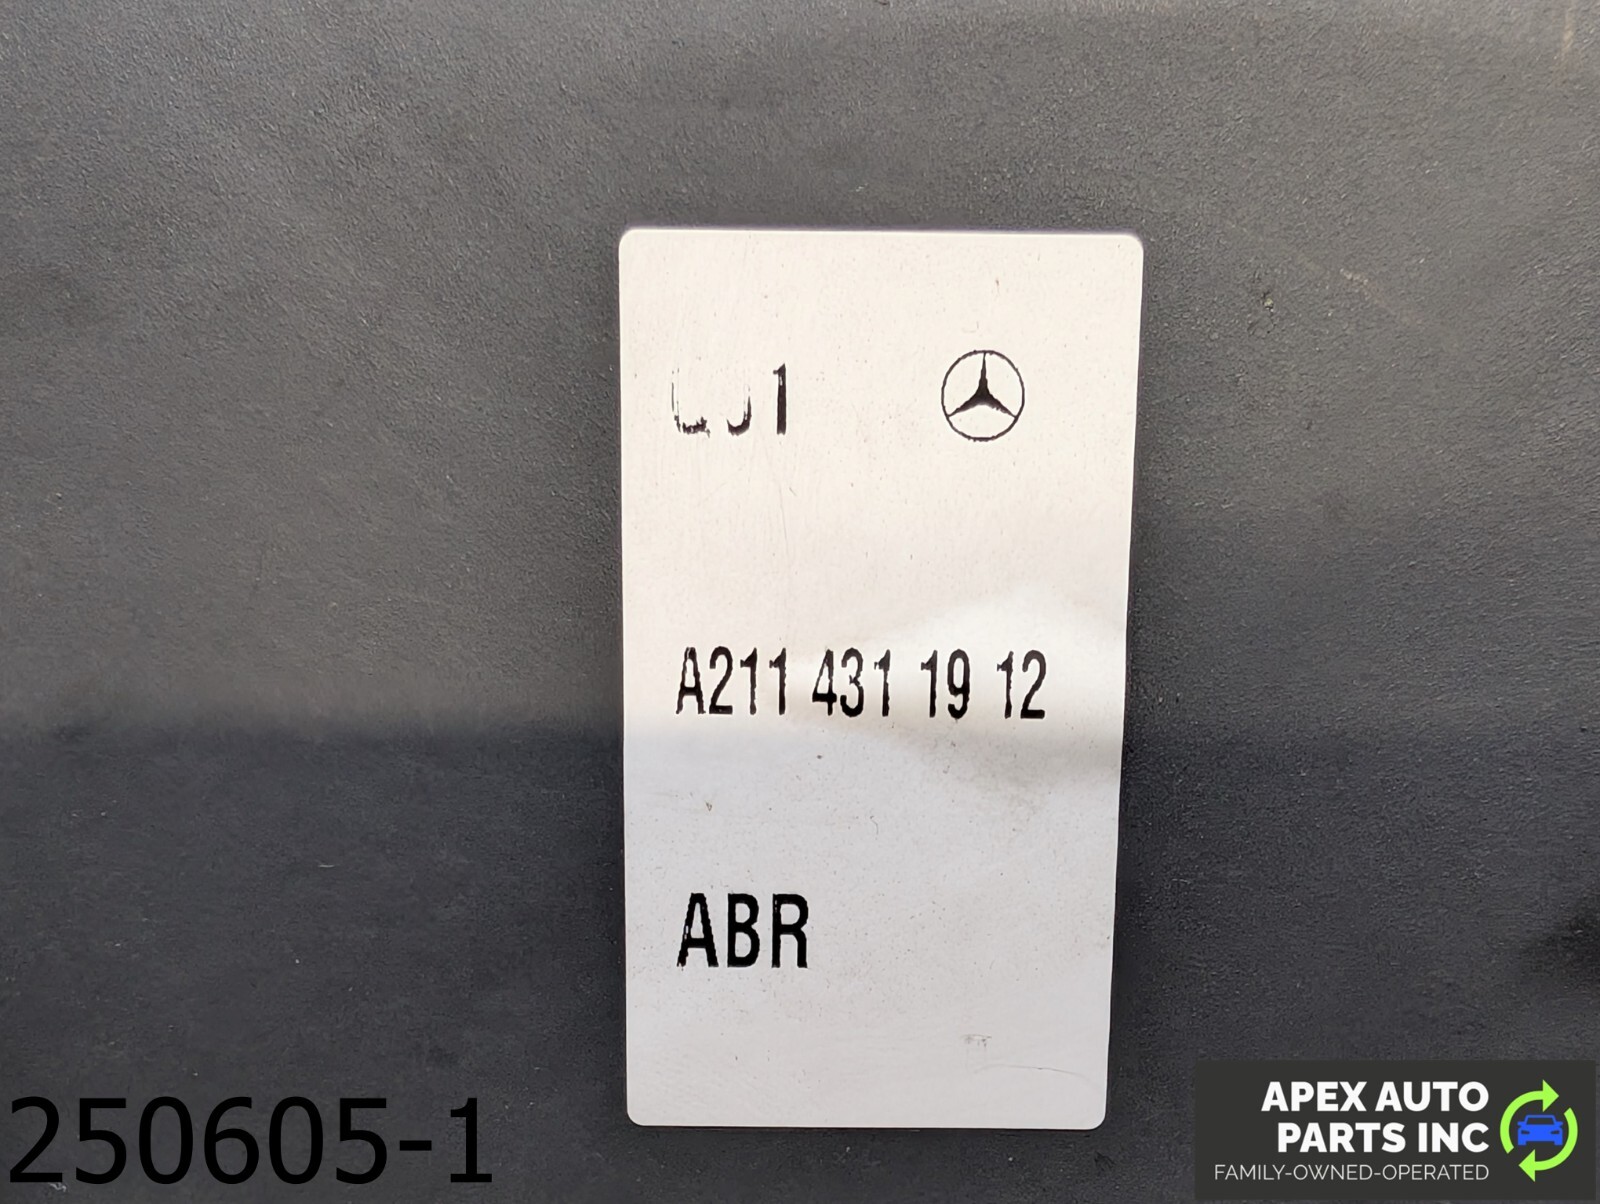 A211 431 19 12
ABR
250605-1
APEX AUTO
PARTS INC
FAMILY-OWNED-OPERATED